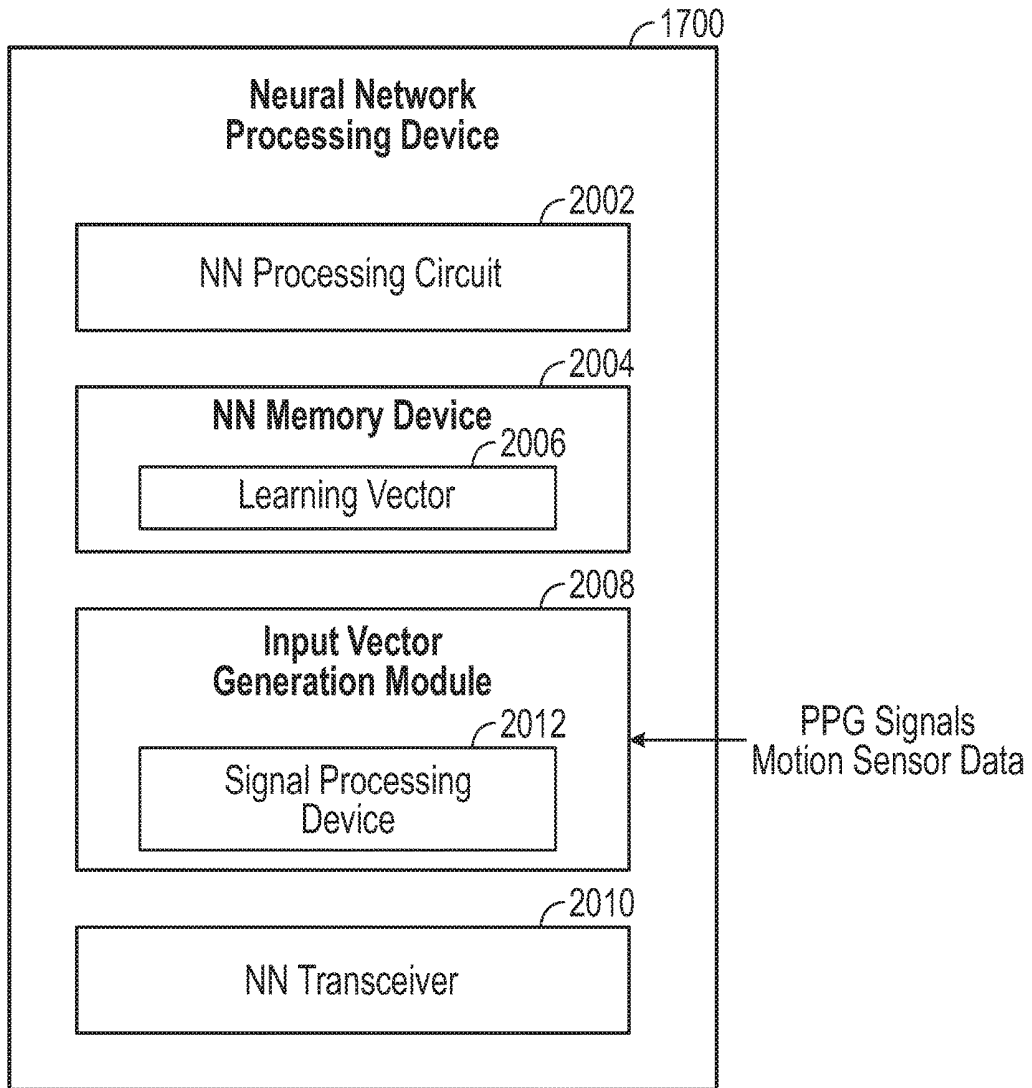 1700
Neural Network
Processing Device
2002
NN Processing Circuit
2004
NN Memory Device
2006
Learning Vector
2008
Input Vector
Generation Module
2012
Signal Processing
Device
PPG Signals
Motion Sensor Data
2010
NN Transceiver